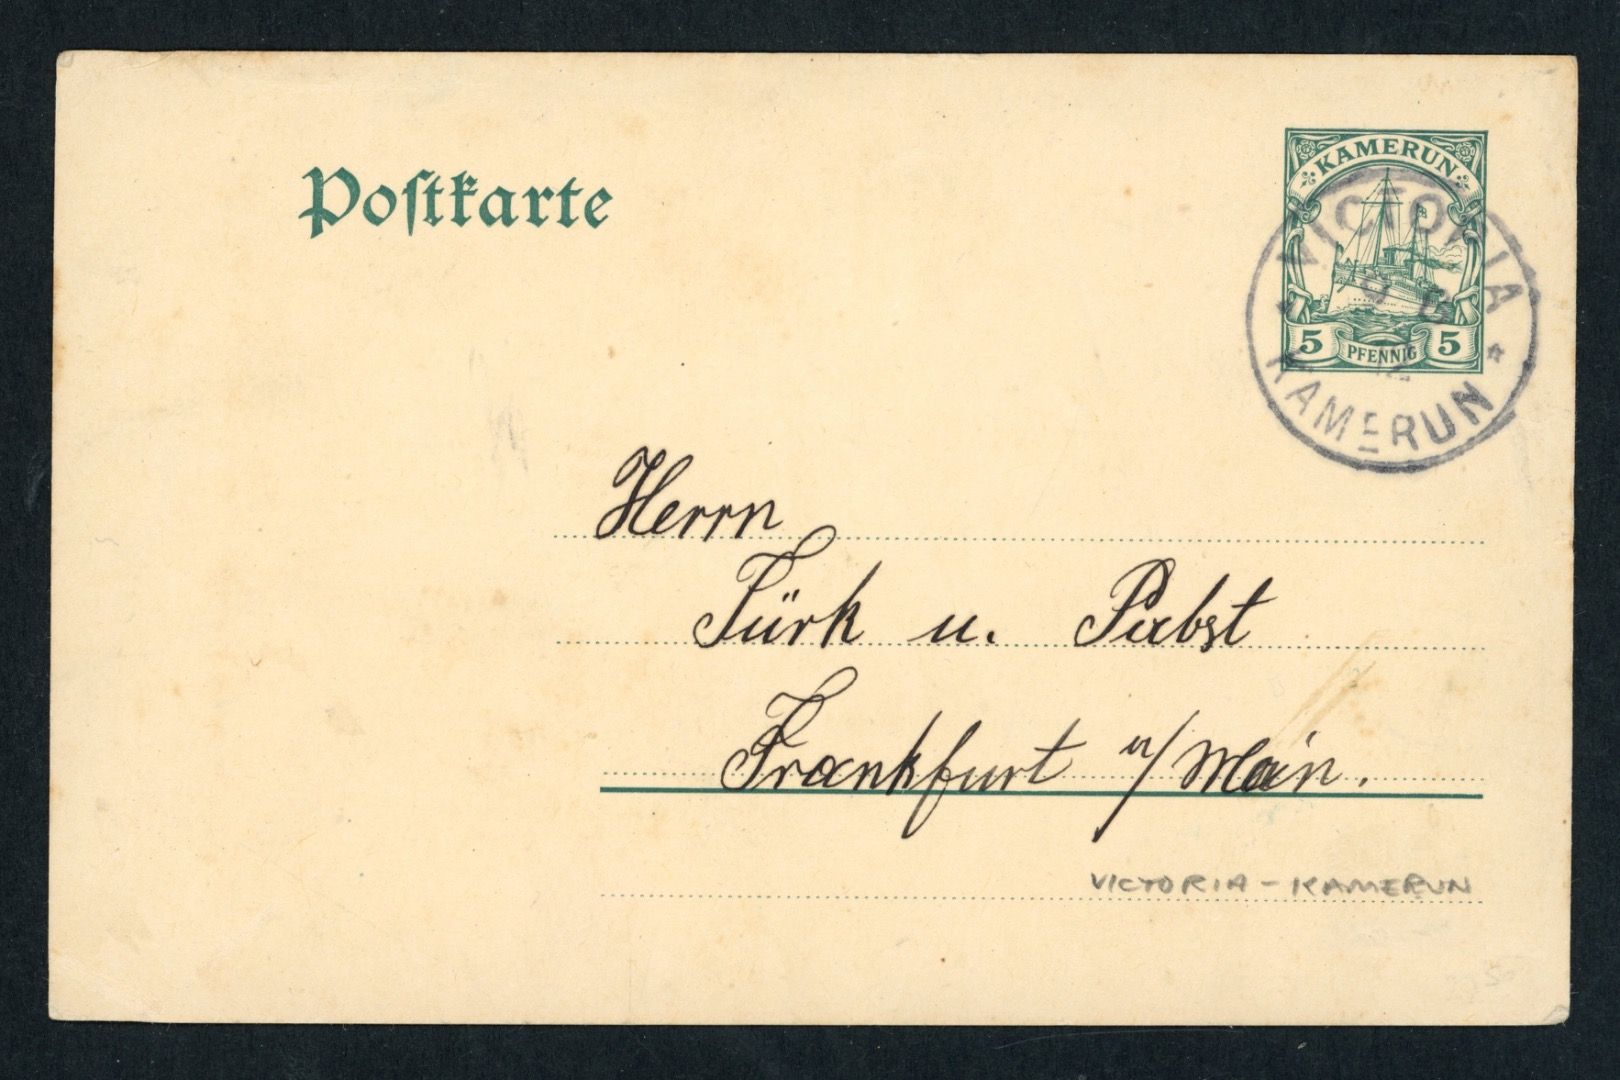 Postkarte
KAMERUN
5 PFENNIG 5
VICTORIA
KAMERUN
Herrn
Türk u. Pabst
Frankfurt a/Main.
VICTORIA - KAMERUN